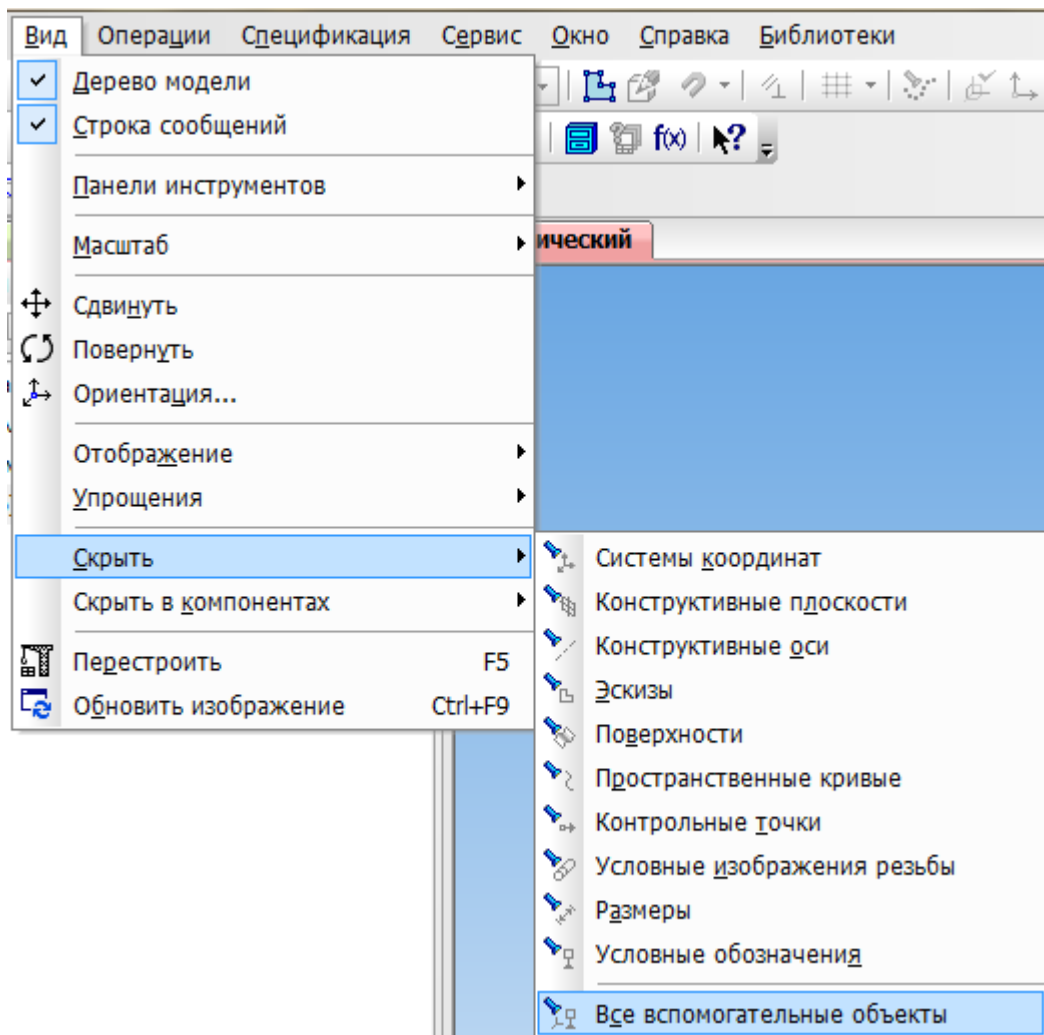 Вид Операции Спецификация Сервис Окно Справка Библиотеки
Дерево модели
Строка сообщений
f(x) ?
Панели инструментов
Масштаб
ический
Сдвинуть
Повернуть
Ориентация...
Отображение
Упрощения
Скрыть
Скрыть в компонентах
Перестроить F5
Обновить изображение Ctrl+F9
Системы координат
Конструктивные плоскости
Конструктивные оси
Эскизы
Поверхности
Пространственные кривые
Контрольные точки
Условные изображения резьбы
Размеры
Условные обозначения
Все вспомогательные объекты